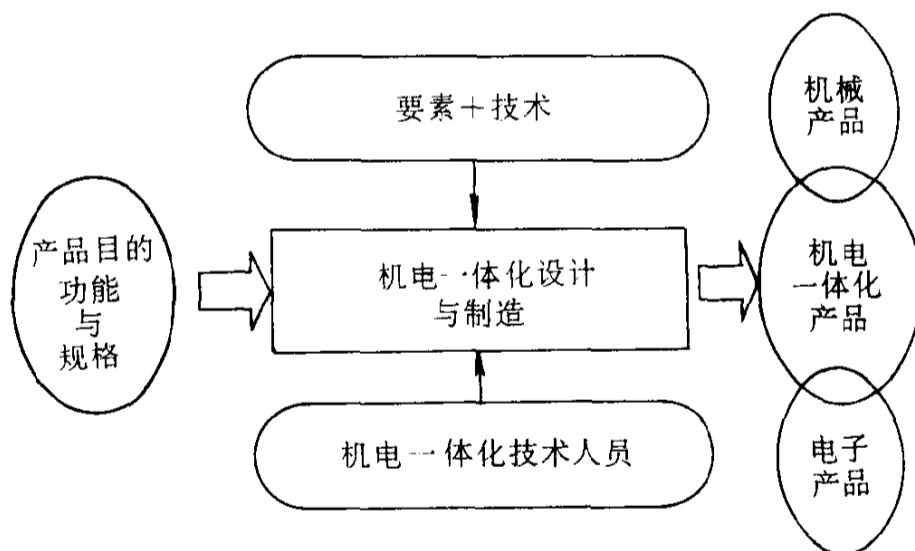 要素＋技术
机械
产品
产品目的
功能
与
规格
机电一体化设计
与制造
机电
一体化
产品
机电一体化技术人员
电子
产品